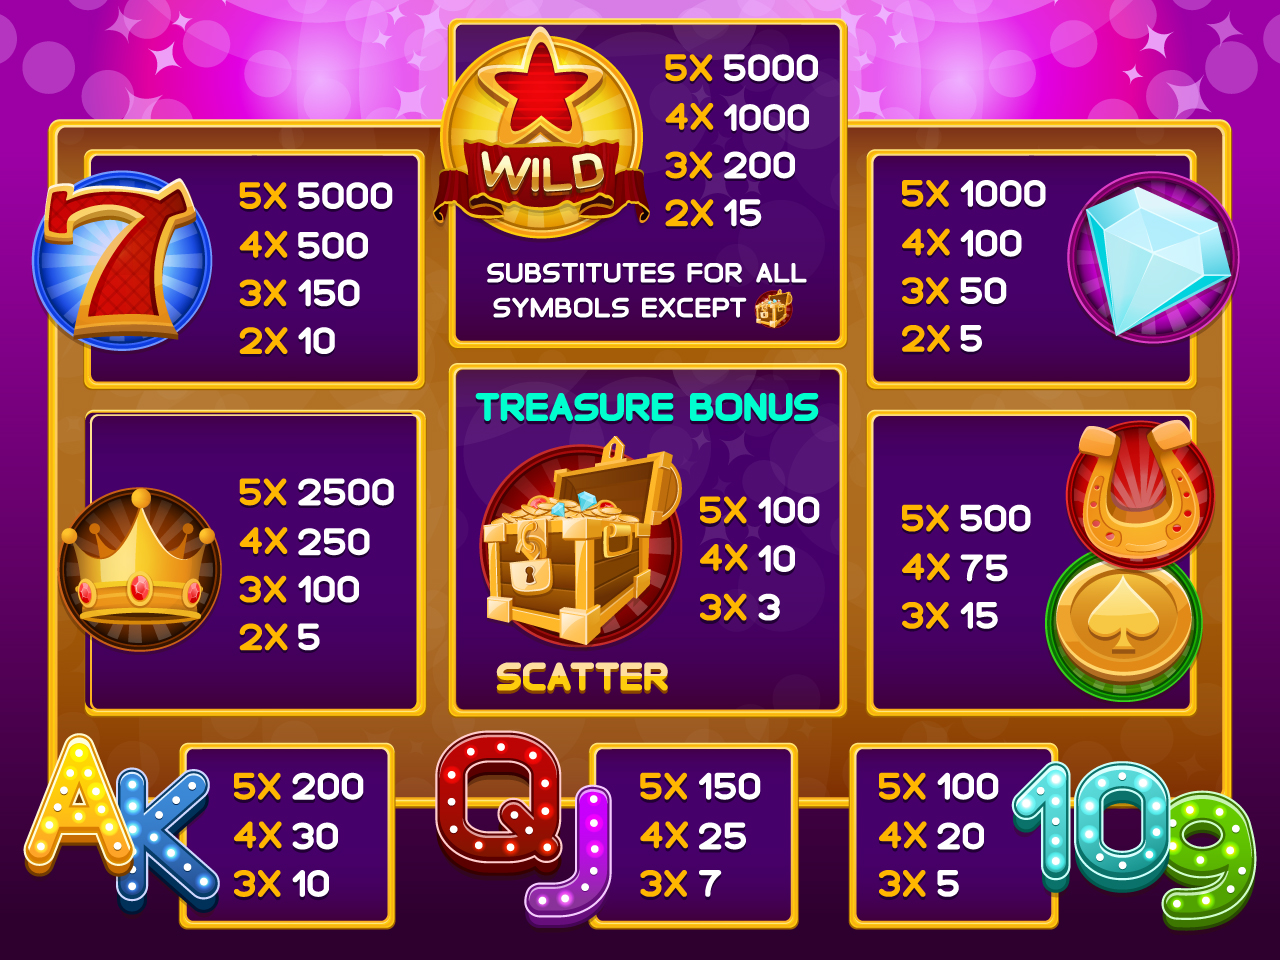 WILD
5X 5000
4X 1000
3X 200
2X 15
SUBSTITUTES FOR ALL
SYMBOLS EXCEPT
7
5X 5000
4X 500
3X 150
2X 10
5X 1000
4X 100
3X 50
2X 5
5X 2500
4X 250
3X 100
2X 5
TREASURE BONUS
5X 100
4X 10
3X 3
SCATTER
5X 500
4X 75
3X 15
A K
5X 200
4X 30
3X 10
Q J
5X 150
4X 25
3X 7
5X 100
4X 20
3X 5
10 9